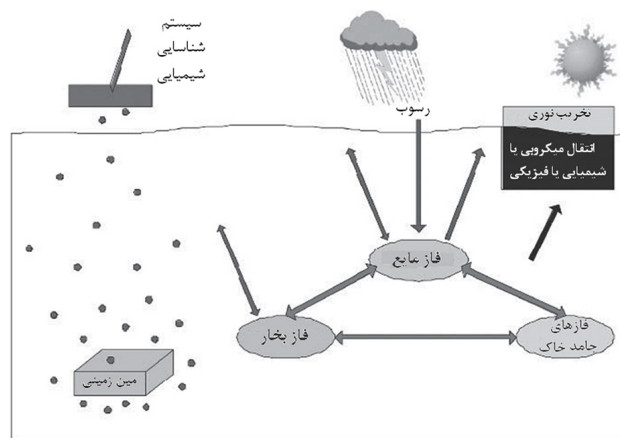 سیستم
شناسایی
شیمیایی
رسوب
تخریب نوری
انتقال میکروبی یا
شیمیایی یا فیزیکی
فاز مایع
فاز بخار
فازهای
جامد خاک
مین زمینی